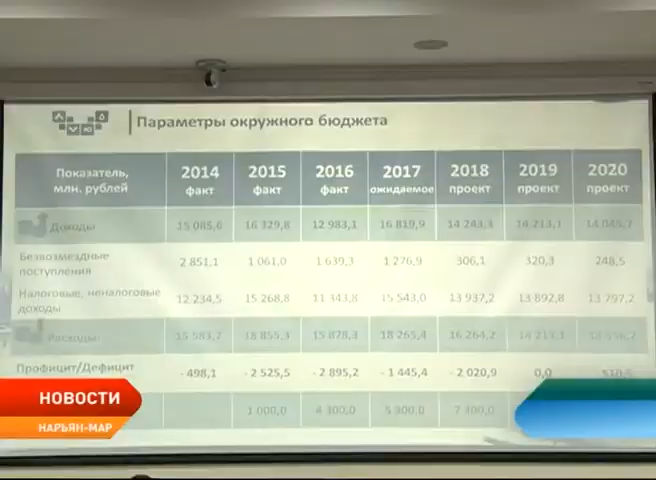 Параметры окружного бюджета
Показатель, млн. рублей 2014 факт 2015 факт 2016 факт 2017 ожидаемое 2018 проект 2019 проект 2020 проект
Доходы 15 085,6 16 329,8 12 983,1 16 819,9 14 243,3 14 213,1 14 045,7
Безвозмездные поступления 2 851,1 1 061,0 1 639,3 1 276,9 306,1 320,3 248,5
Налоговые, неналоговые доходы 12 234,5 15 268,8 11 343,8 15 543,0 13 937,2 13 892,8 13 797,2
Расходы 15 583,7 18 855,3 15 878,3 18 265,4 16 264,2 14 213,1
Профицит/Дефицит - 498,1 - 2 525,5 - 2 895,2 - 1 445,4 - 2 020,9 0,0 510,5
1 000,0 4 300,0 5 300,0 7 300,0
НОВОСТИ
НАРЬЯН-МАР